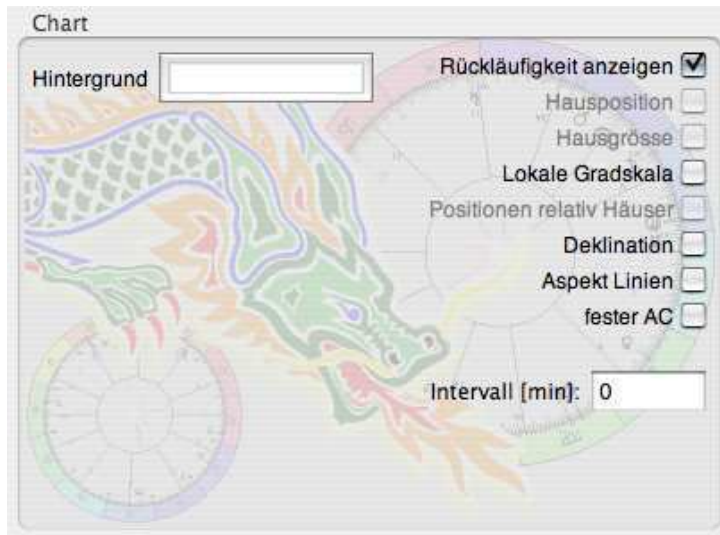 Chart
Hintergrund
Rückläufigkeit anzeigen
Hausposition
Hausgrösse
Lokale Gradskala
Positionen relativ Häuser
Deklination
Aspekt Linien
fester AC
Intervall [min]: 0